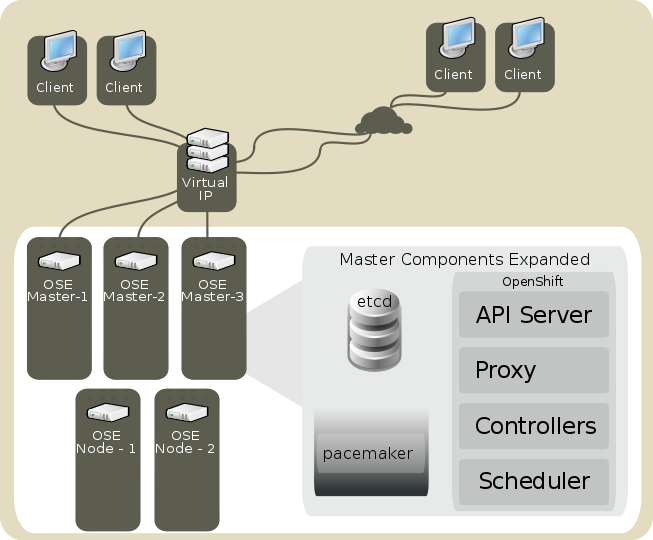 Client
Client
Client
Client
Virtual
IP
OSE
Master-1
OSE
Master-2
OSE
Master-3
Master Components Expanded
etcd
OpenShift
API Server
Proxy
Controllers
Scheduler
pacemaker
OSE
Node - 1
OSE
Node - 2